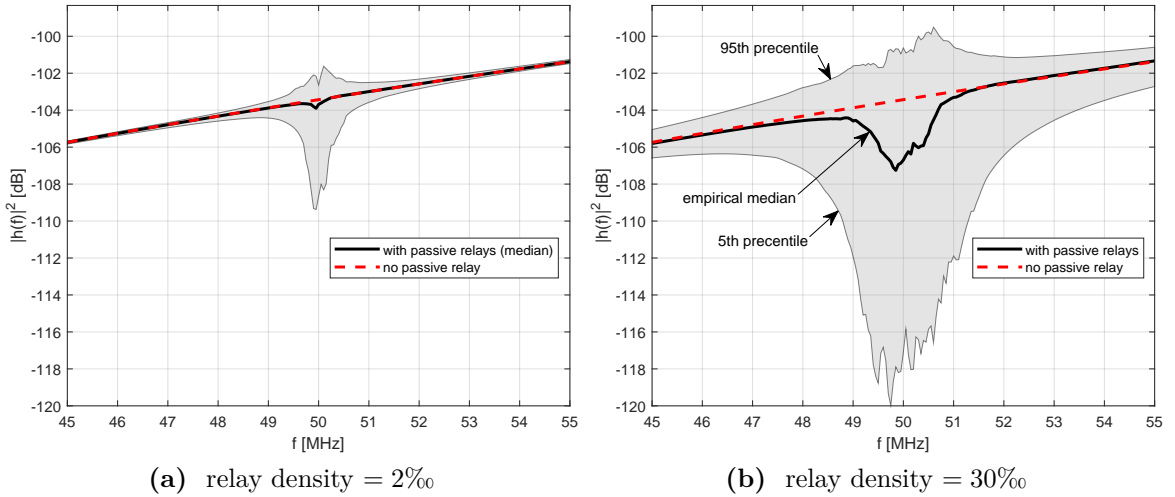 -100
-102
-104
-106
-108
-110
-112
-114
-116
-118
-120
|h(f)|² [dB]
with passive relays (median)
no passive relay
45 46 47 48 49 50 51 52 53 54 55
f [MHz]
(a) relay density = 2‰
-100
-102
-104
-106
-108
-110
-112
-114
-116
-118
-120
|h(f)|² [dB]
95th precentile
empirical median
5th precentile
with passive relays
no passive relay
45 46 47 48 49 50 51 52 53 54 55
f [MHz]
(b) relay density = 30‰